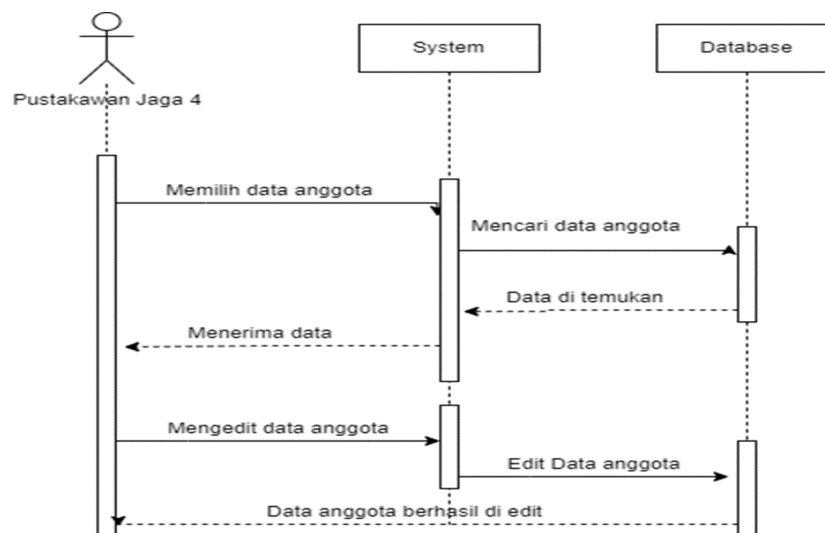 System
Database
Pustakawan Jaga 4
Memilih data anggota
Mencari data anggota
Data di temukan
Menerima data
Mengedit data anggota
Edit Data anggota
Data anggota berhasil di edit